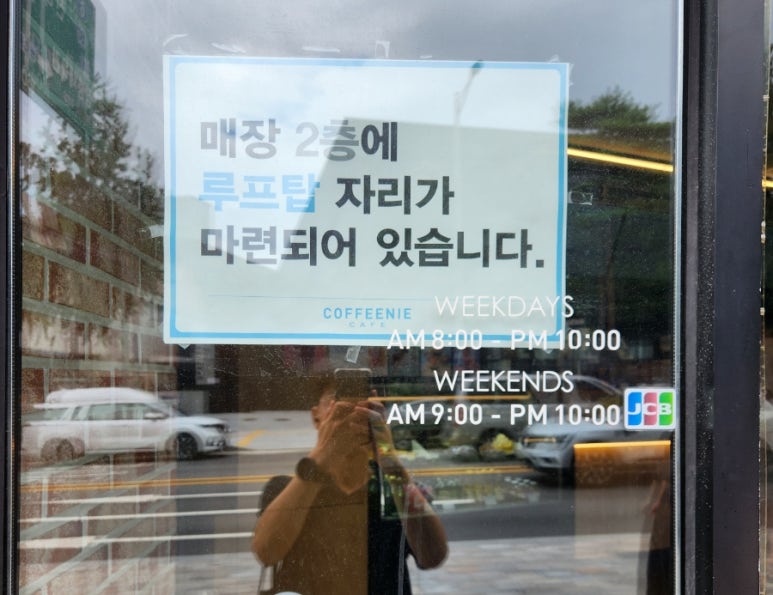 매장 2층에
루프탑 자리가
마련되어 있습니다.
COFFEENIE
CAFE
WEEKDAYS
AM 8:00 - PM 10:00
WEEKENDS
AM 9:00 - PM 10:00
JCB